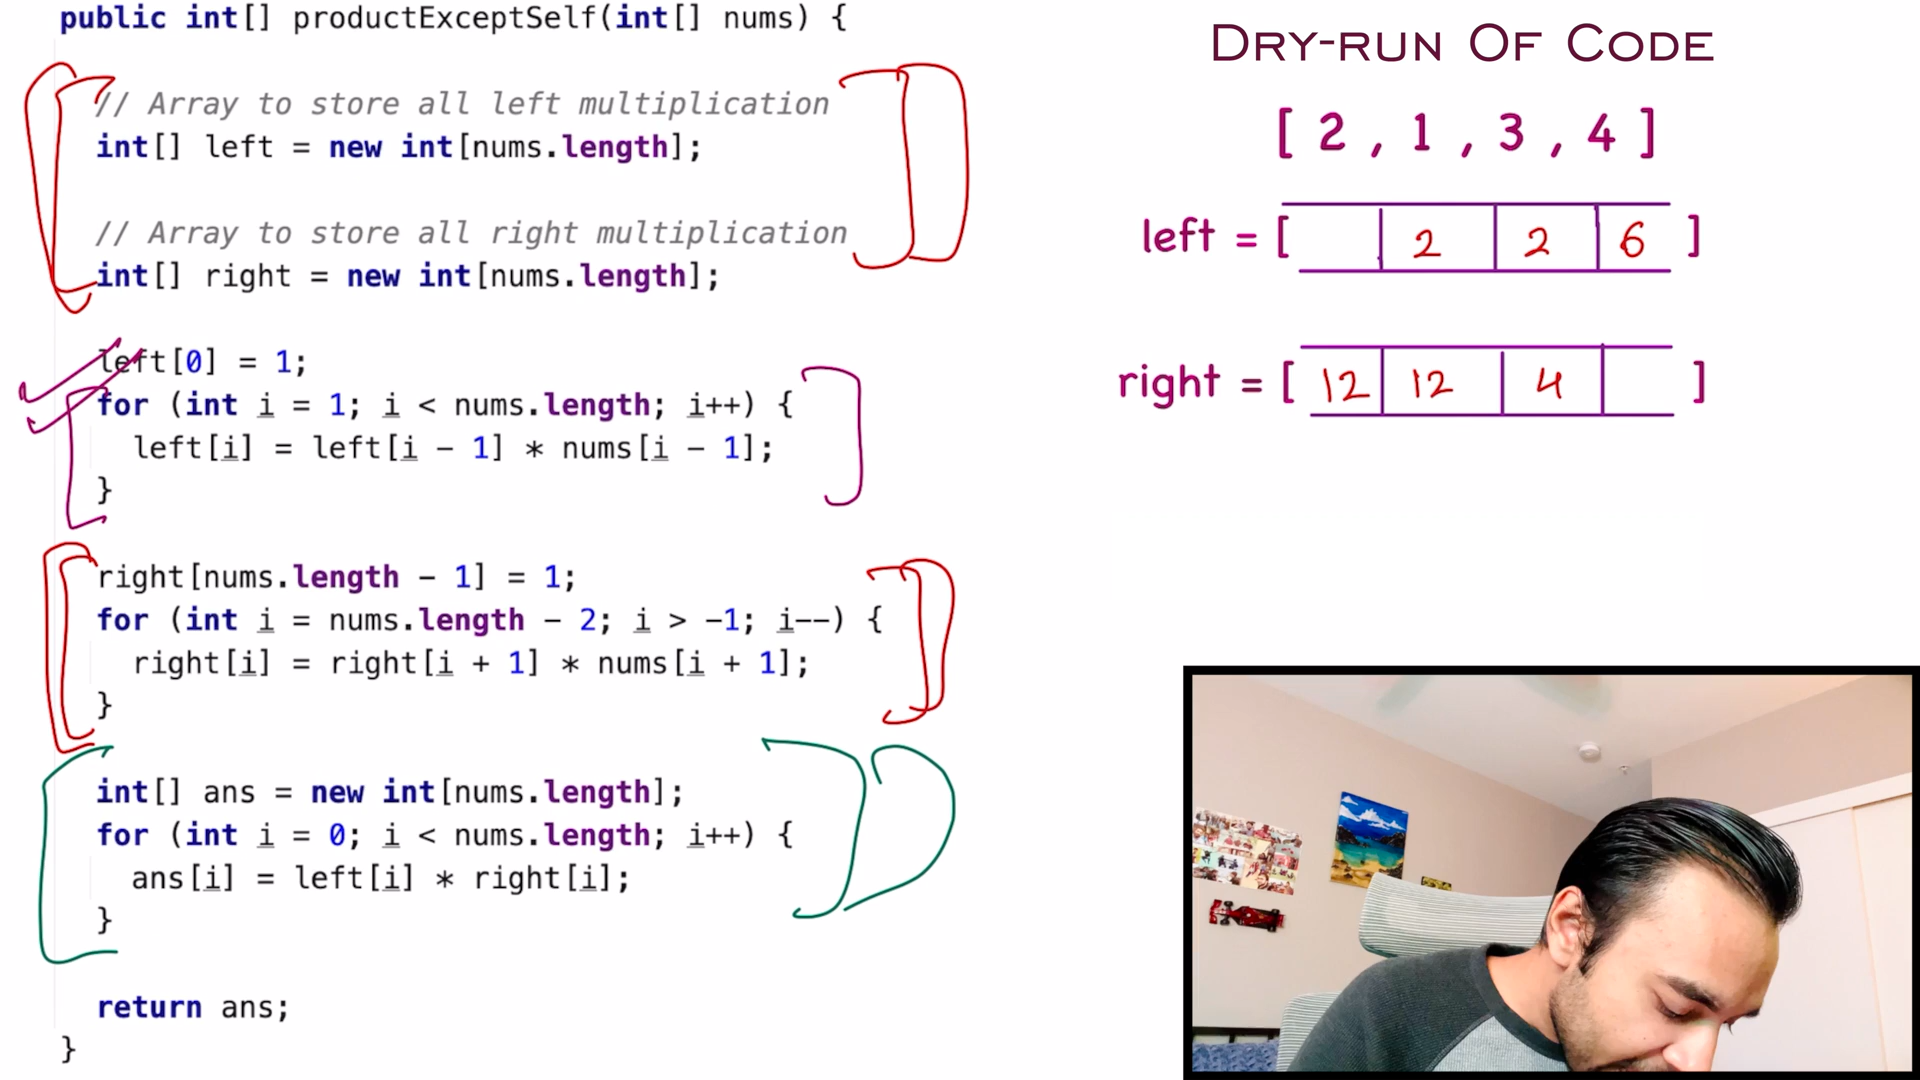 public int[] productExceptSelf(int[] nums) {
// Array to store all left multiplication
int[] left = new int[nums.length];
// Array to store all right multiplication
int[] right = new int[nums.length];
left[0] = 1;
for (int i = 1; i < nums.length; i++) {
left[i] = left[i - 1] * nums[i - 1];
}
right[nums.length - 1] = 1;
for (int i = nums.length - 2; i > -1; i--) {
right[i] = right[i + 1] * nums[i + 1];
}
int[] ans = new int[nums.length];
for (int i = 0; i < nums.length; i++) {
ans[i] = left[i] * right[i];
}
return ans;
}
DRY-RUN OF CODE
[ 2 , 1 , 3 , 4 ]
left = [ 2 2 6 ]
right = [ 12 12 4 ]